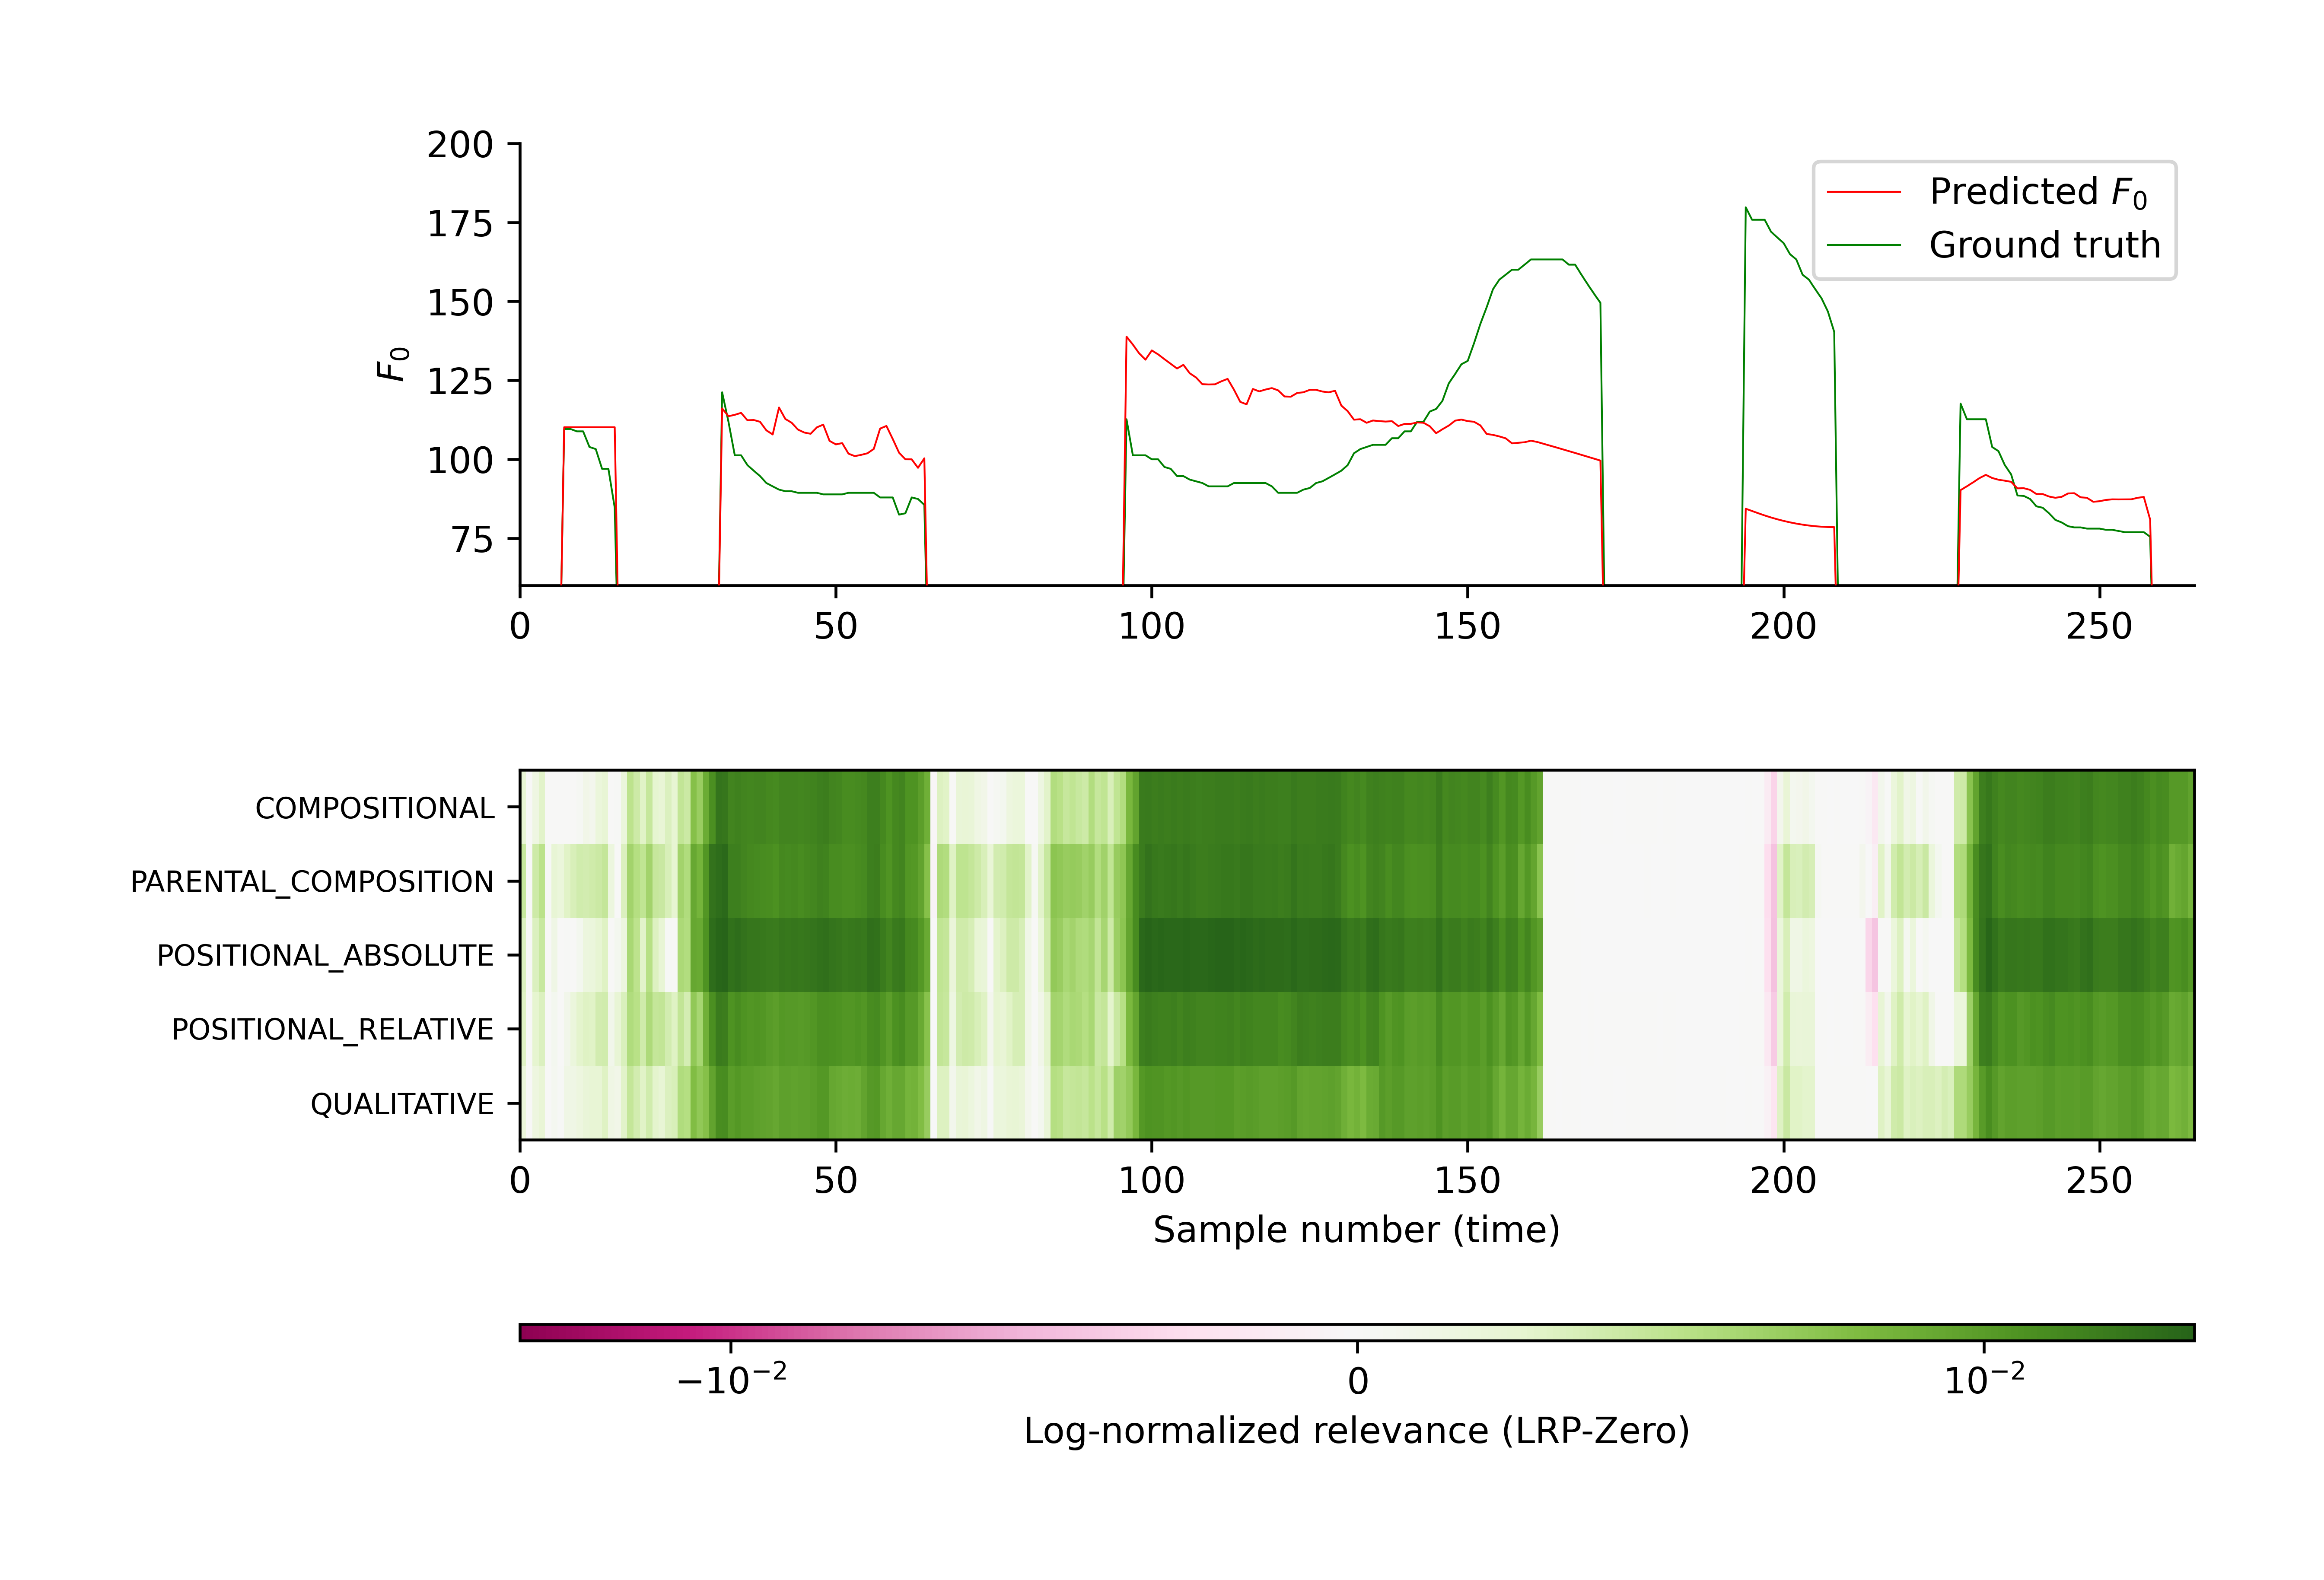 200
175
150
125
100
75
F₀
Predicted F₀
Ground truth
0 50 100 150 200 250
COMPOSITIONAL
PARENTAL_COMPOSITION
POSITIONAL_ABSOLUTE
POSITIONAL_RELATIVE
QUALITATIVE
0 50 100 150 200 250
Sample number (time)
−10⁻² 0 10⁻²
Log-normalized relevance (LRP-Zero)